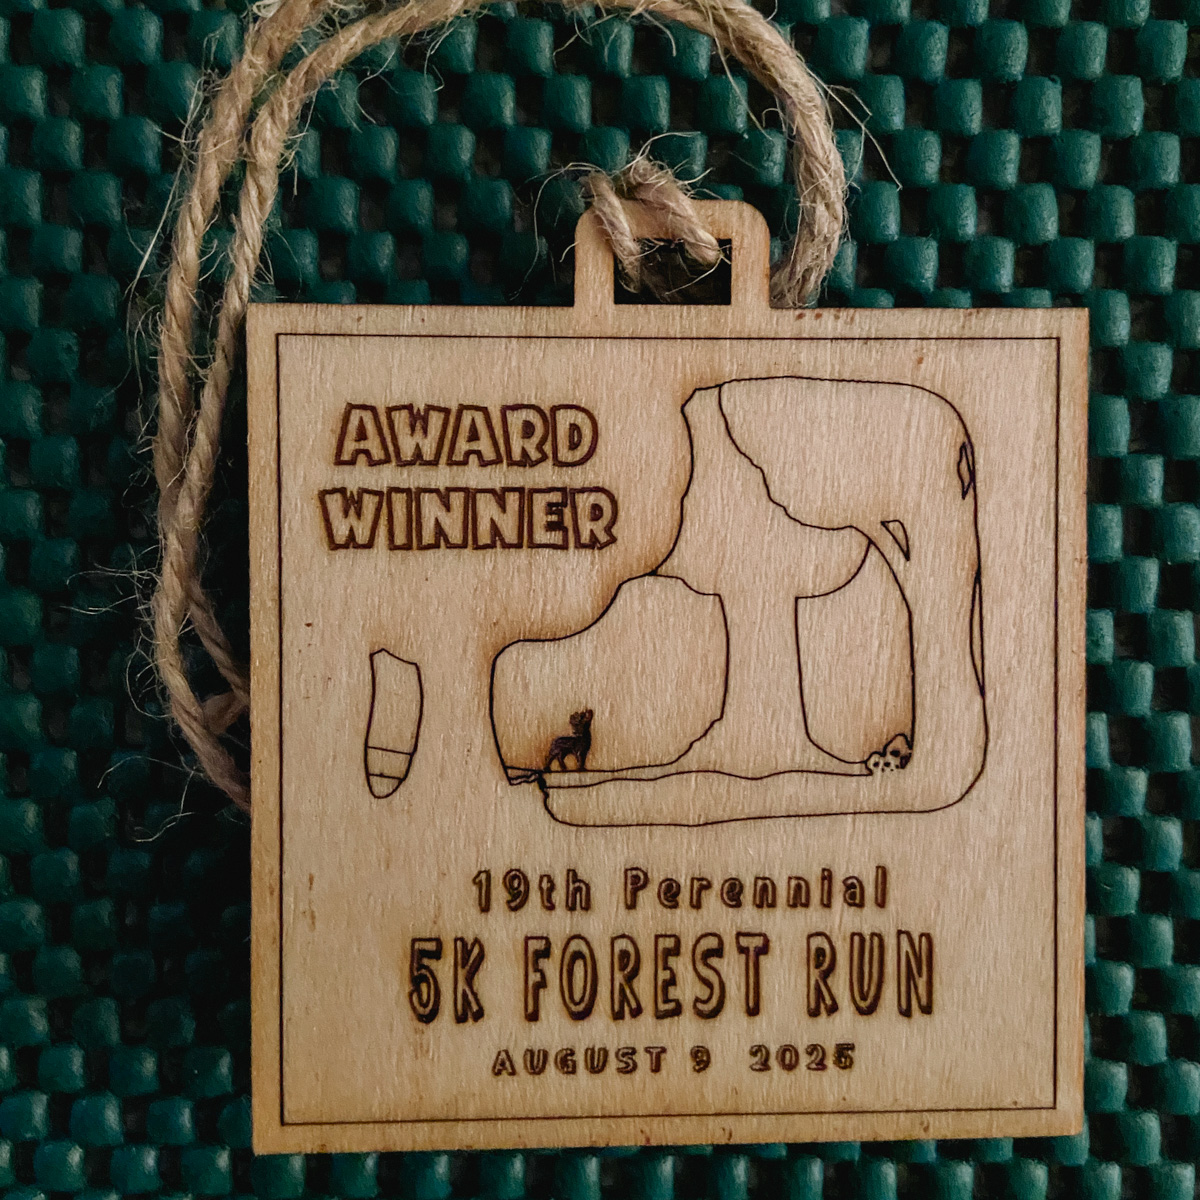 AWARD
WINNER
19th Perennial
5K FOREST RUN
AUGUST 9 2025